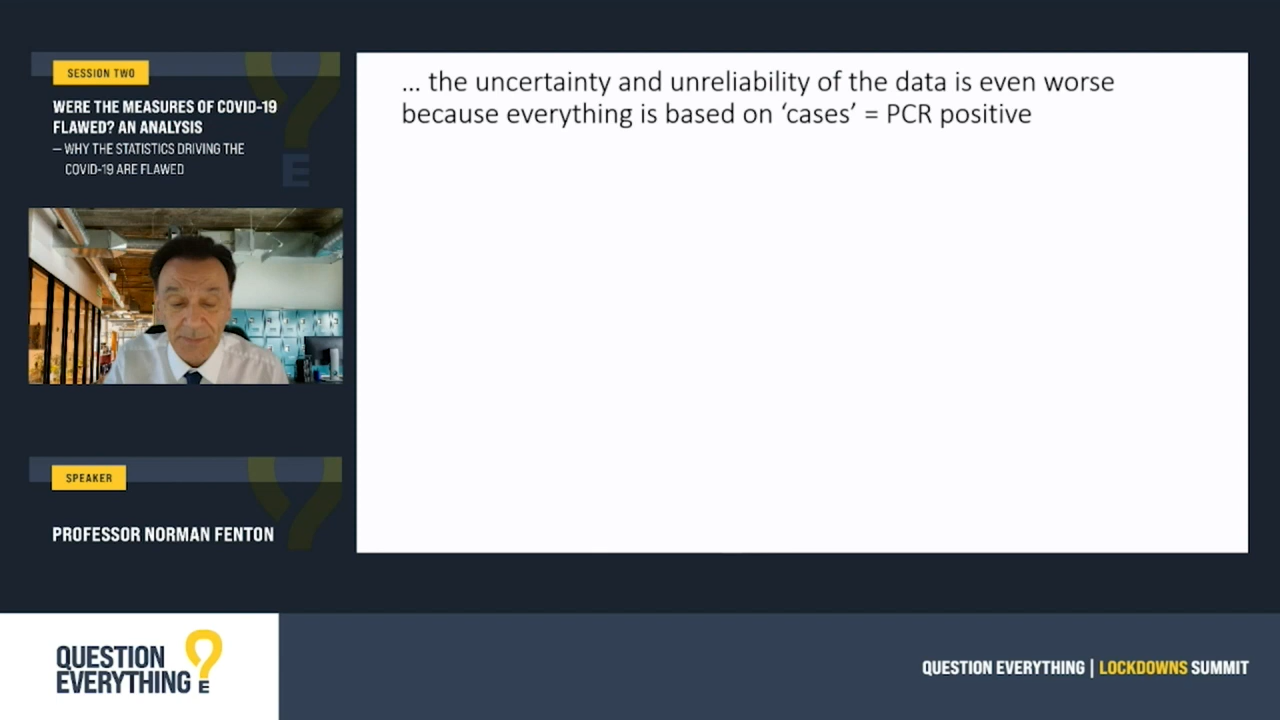 SESSION TWO
WERE THE MEASURES OF COVID-19
FLAWED? AN ANALYSIS
– WHY THE STATISTICS DRIVING THE
COVID-19 ARE FLAWED
... the uncertainty and unreliability of the data is even worse
because everything is based on ‘cases’ = PCR positive
SPEAKER
PROFESSOR NORMAN FENTON
QUESTION
EVERYTHING
E
QUESTION EVERYTHING | LOCKDOWNS SUMMIT